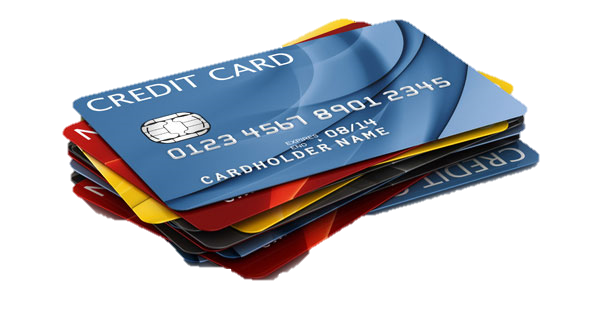 CREDIT CARD
0123 4567 8901 2345
EXPIRES
END
08/14
CARDHOLDER NAME
CREDIT C
N